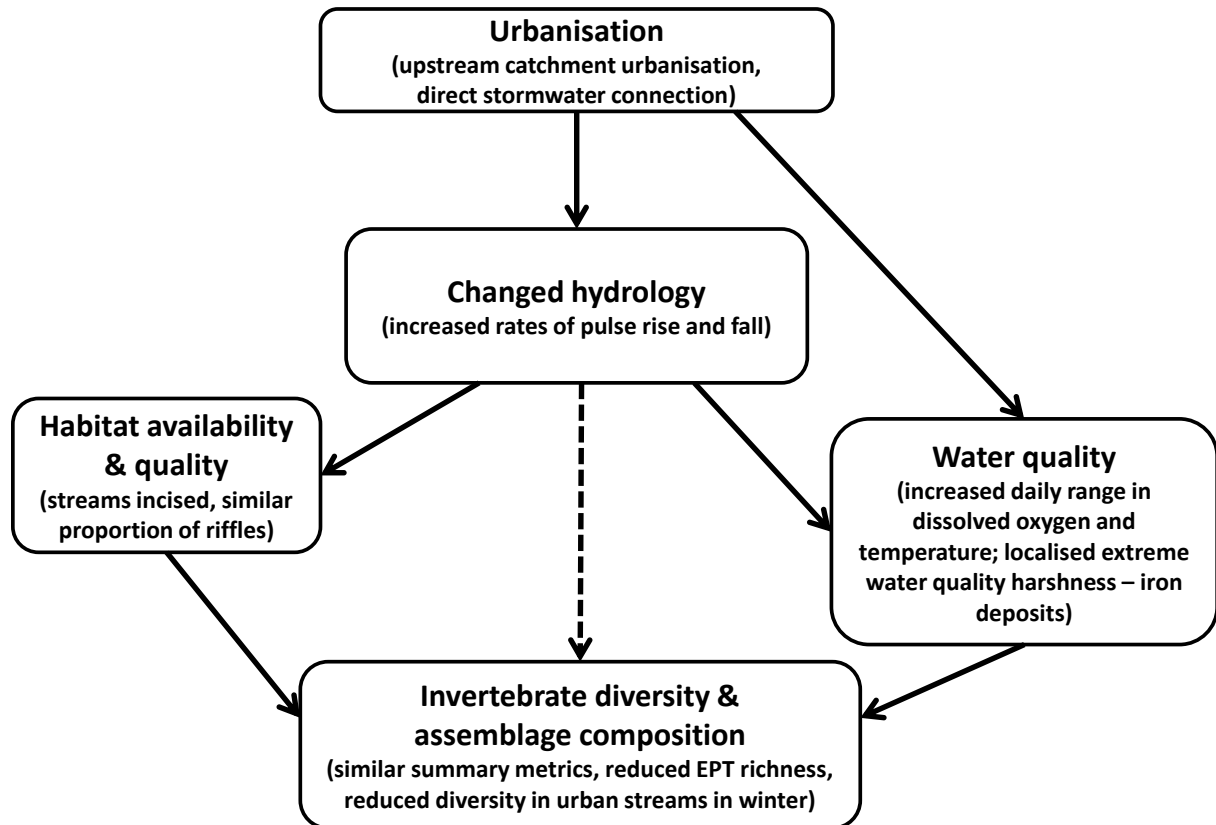 Urbanisation
(upstream catchment urbanisation,
direct stormwater connection)
Changed hydrology
(increased rates of pulse rise and fall)
Habitat availability
& quality
(streams incised, similar
proportion of riffles)
Water quality
(increased daily range in
dissolved oxygen and
temperature; localised extreme
water quality harshness – iron
deposits)
Invertebrate diversity &
assemblage composition
(similar summary metrics, reduced EPT richness,
reduced diversity in urban streams in winter)